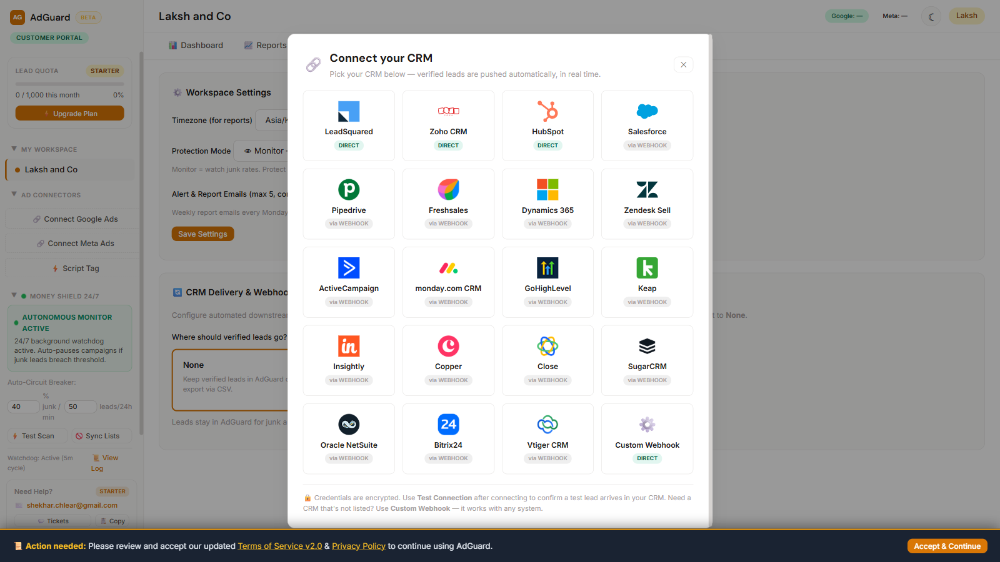 AG AdGuard BETA
CUSTOMER PORTAL
LEAD QUOTA STARTER
0 / 1,000 this month 0%
Upgrade Plan
MY WORKSPACE
Laksh and Co
AD CONNECTORS
Connect Google Ads
Connect Meta Ads
Script Tag
MONEY SHIELD 24/7
AUTONOMOUS MONITOR
ACTIVE
24/7 background watchdog
active. Auto-pauses campaigns if
junk leads breach threshold.
Auto-Circuit Breaker:
40 % junk / min 50 leads/24h
Test Scan Sync Lists
Watchdog: Active (5m cycle) View Log
Need Help? STARTER
shekhar.chlear@gmail.com
Tickets Copy
Laksh and Co
Google: — Meta: — Laksh
Dashboard Reports
Workspace Settings
Timezone (for reports) Asia/
Protection Mode Monitor
Monitor = watch junk rates. Protect
Alert & Report Emails (max 5,
Weekly report emails every Monday
Save Settings
CRM Delivery &
Configure automated
t to None.
Where should verified leads go?
None
Keep verified leads in AdGuard
export via CSV.
Leads stay in AdGuard for junk
Connect your CRM
Pick your CRM below — verified leads are pushed automatically, in real time.
LeadSquared
DIRECT
Zoho CRM
DIRECT
HubSpot
DIRECT
Salesforce
via WEBHOOK
Pipedrive
via WEBHOOK
Freshsales
via WEBHOOK
Dynamics 365
via WEBHOOK
Zendesk Sell
via WEBHOOK
ActiveCampaign
via WEBHOOK
monday.com CRM
via WEBHOOK
GoHighLevel
via WEBHOOK
Keap
via WEBHOOK
in
Insightly
via WEBHOOK
Copper
via WEBHOOK
Close
via WEBHOOK
SugarCRM
via WEBHOOK
Oracle NetSuite
via WEBHOOK
24
Bitrix24
via WEBHOOK
Vtiger CRM
via WEBHOOK
Custom Webhook
DIRECT
Credentials are encrypted. Use Test Connection after connecting to confirm a test lead arrives in your CRM. Need a
CRM that's not listed? Use Custom Webhook — it works with any system.
Action needed: Please review and accept our updated Terms of Service v2.0 & Privacy Policy to continue using AdGuard.
Accept & Continue